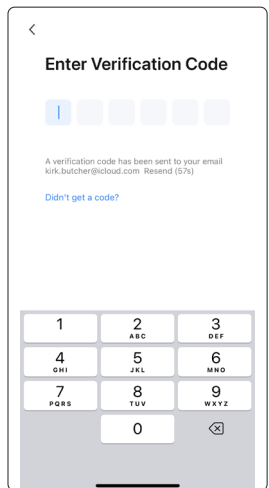 Enter Verification Code
A verification code has been sent to your email
kirk.butcher@icloud.com Resend (57s)
Didn't get a code?
1
2
ABC
3
DEF
4
GHI
5
JKL
6
MNO
7
PQRS
8
TUV
9
WXYZ
0